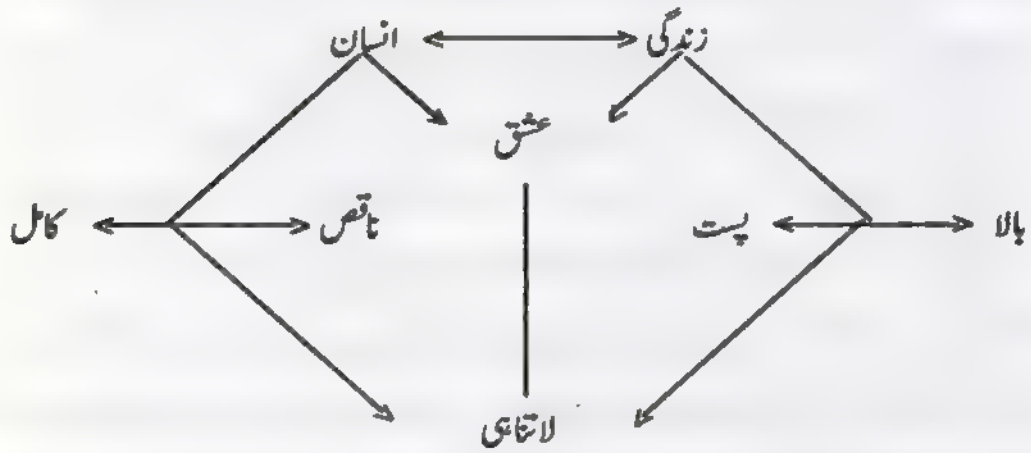 زندگی انسان
عشق
بالا پست ناقص کامل
لاتناہی